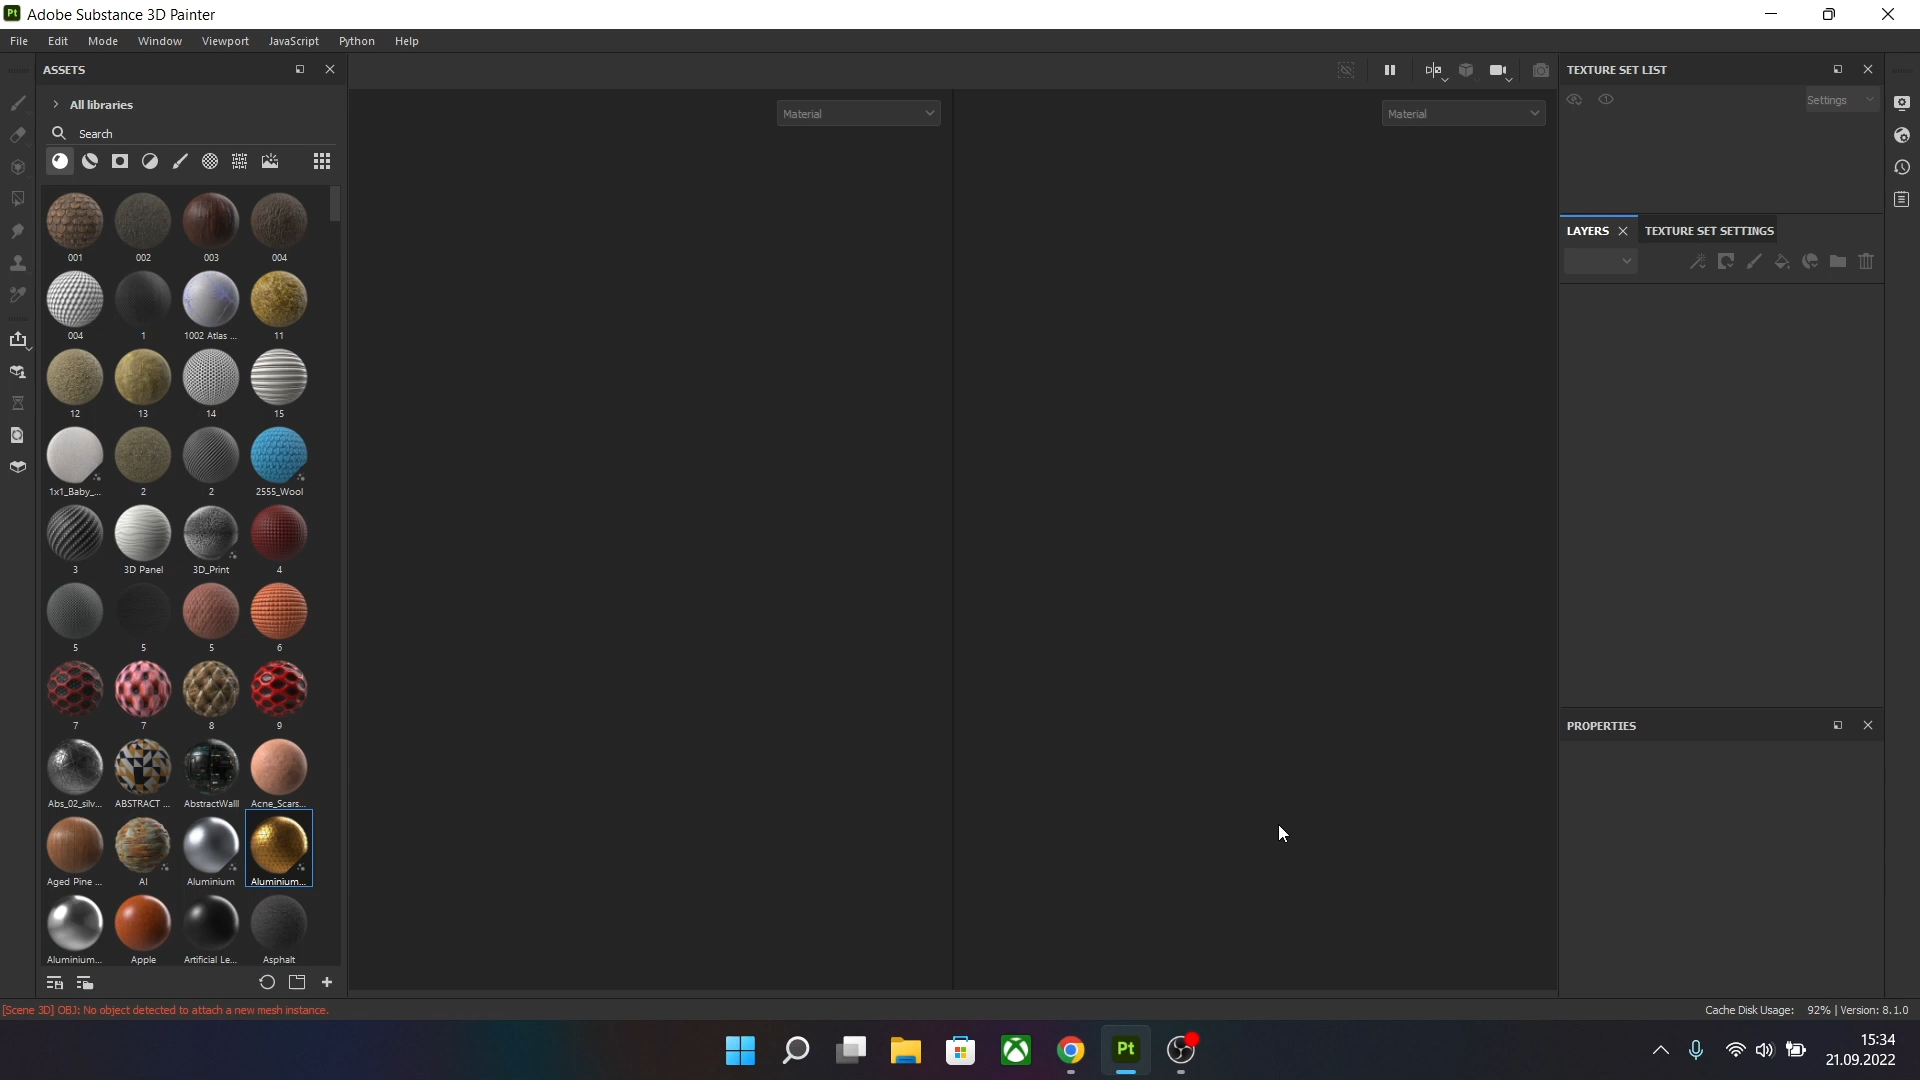 Pt Adobe Substance 3D Painter
File Edit Mode Window Viewport JavaScript Python Help
ASSETS
All libraries
Search
001 002 003 004
004 1 1002 Atlas ... 11
12 13 14 15
1x1_Baby_... 2 2 2555_Wool
3 3D Panel 3D_Print 4
5 5 5 6
7 7 8 9
Abs_02_silv... ABSTRACT ... AbstractWalll Acne_Scars...
Aged Pine ... AI Aluminium Aluminium...
Aluminium... Apple Artificial Le... Asphalt
Material
Material
TEXTURE SET LIST
Settings
LAYERS TEXTURE SET SETTINGS
PROPERTIES
[Scene 3D] OBJ: No object detected to attach a new mesh instance.
Cache Disk Usage: 92% | Version: 8.1.0
Pt
15:34
21.09.2022